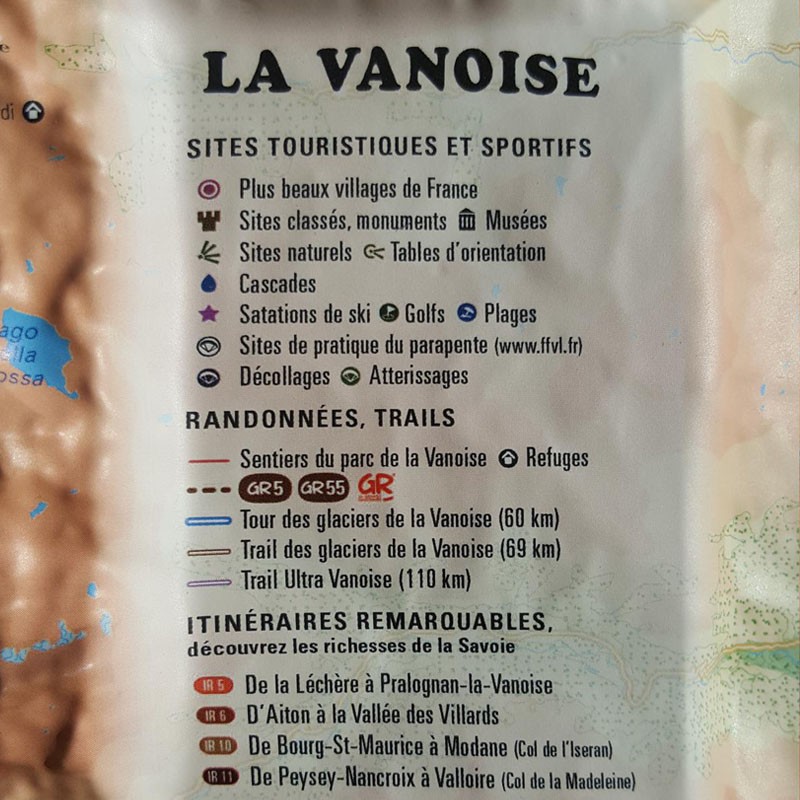 LA VANOISE
SITES TOURISTIQUES ET SPORTIFS
Plus beaux villages de France
Sites classés, monuments Musées
Sites naturels Tables d'orientation
Cascades
Satations de ski Golfs Plages
Sites de pratique du parapente (www.ffvl.fr)
Décollages Atterissages
RANDONNÉES, TRAILS
Sentiers du parc de la Vanoise Refuges
GR5 GR55 GR
Tour des glaciers de la Vanoise (60 km)
Trail des glaciers de la Vanoise (69 km)
Trail Ultra Vanoise (110 km)
ITINÉRAIRES REMARQUABLES,
découvrez les richesses de la Savoie
IR 5 De la Léchère à Pralognan-la-Vanoise
IR 6 D'Aiton à la Vallée des Villards
IR 10 De Bourg-St-Maurice à Modane (Col de l'Iseran)
IR 11 De Peysey-Nancroix à Valloire (Col de la Madeleine)